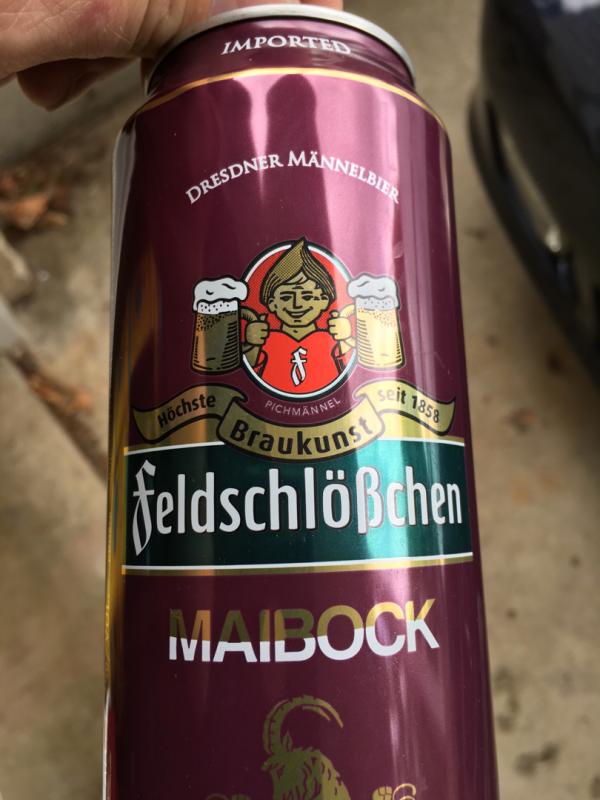 IMPORTED
DRESDNER MÄNNELBIER
f
PICHMÄNNEL
Höchste Braukunst seit 1858
Feldschlößchen
MAIBOCK